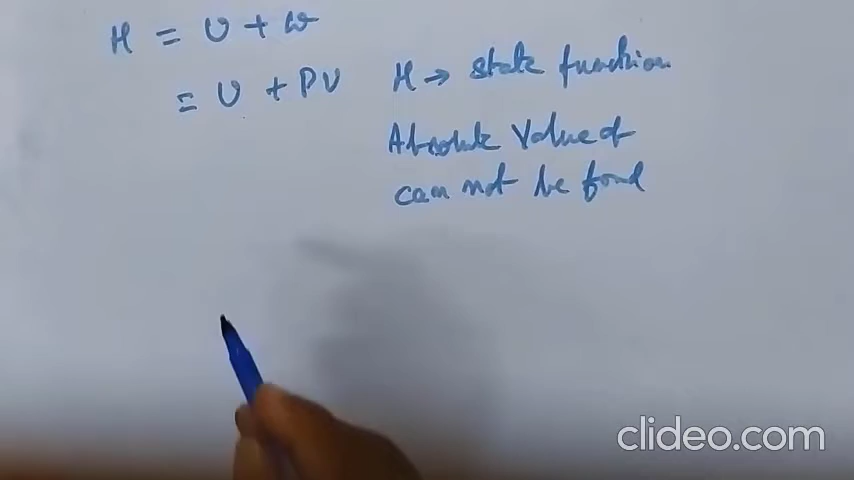 H = U + w
= U + PV
H → state function
Absolute Value of
can not be found
clideo.com